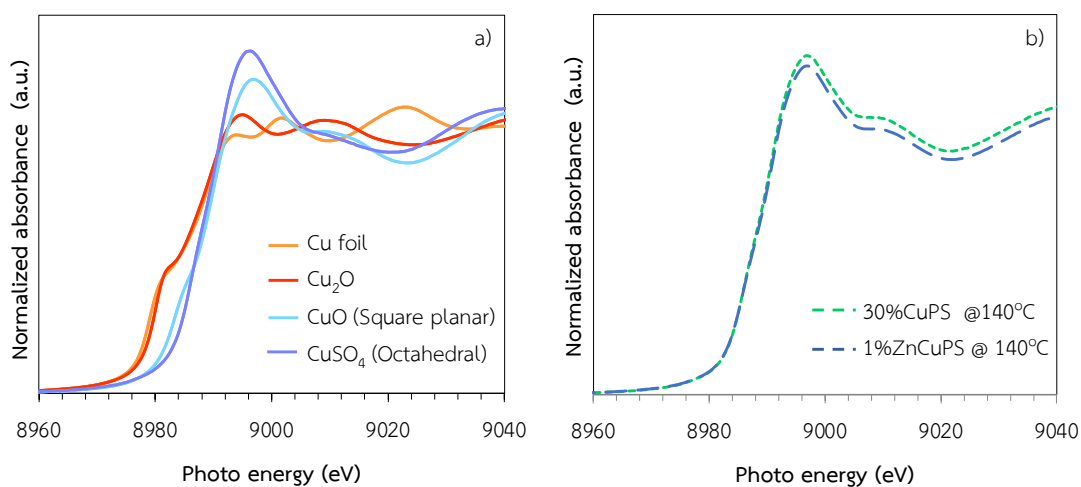 a)
Normalized absorbance (a.u.)
Cu foil
Cu₂O
CuO (Square planar)
CuSO₄ (Octahedral)
8960 8980 9000 9020 9040
Photo energy (eV)
b)
Normalized absorbance (a.u.)
30%CuPS @140°C
1%ZnCuPS @ 140°C
8960 8980 9000 9020 9040
Photo energy (eV)